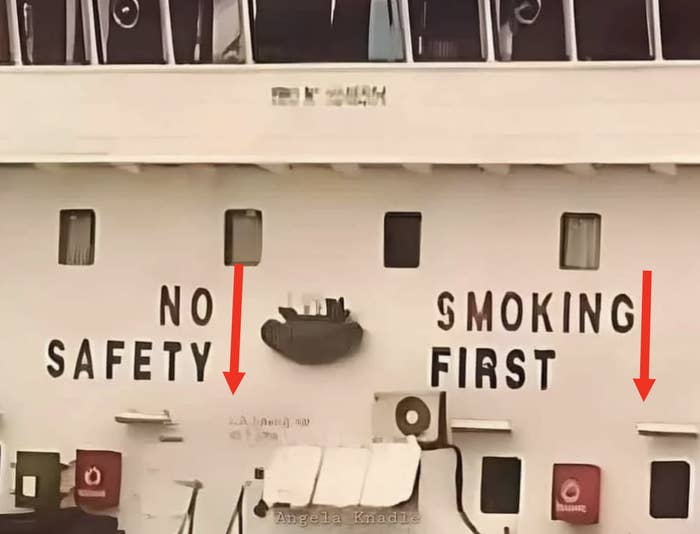 NO SMOKING
SAFETY FIRST
Angela Knadle